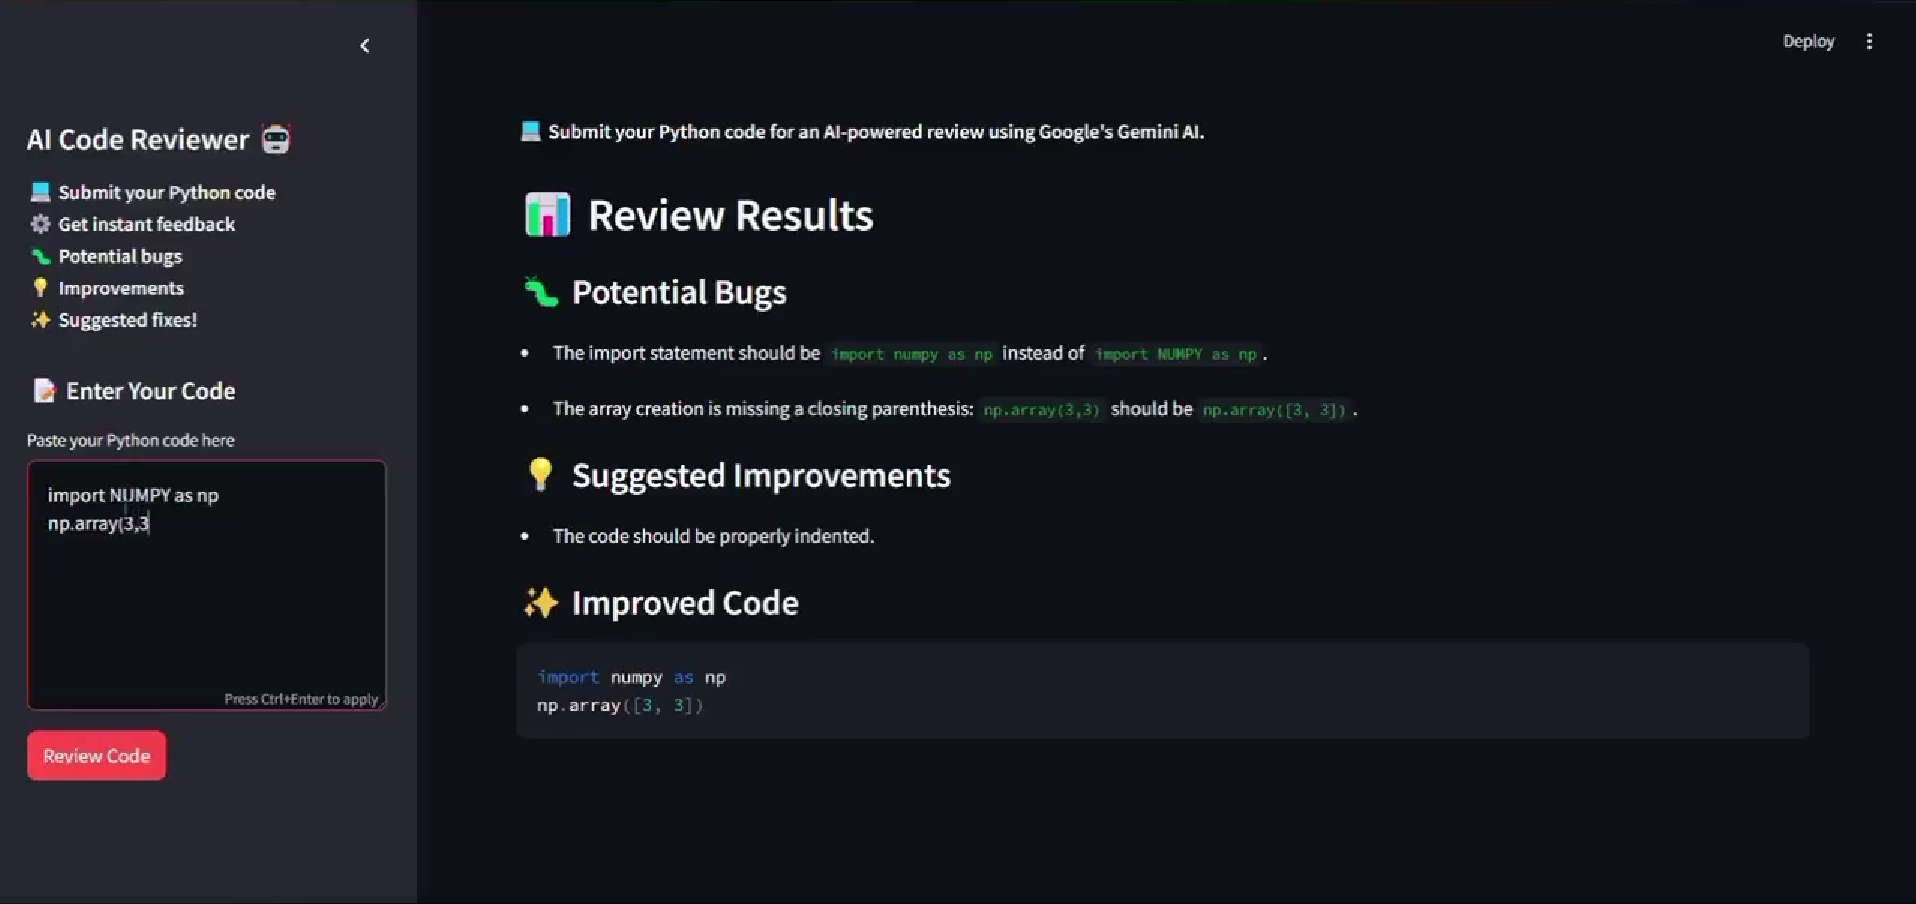 Deploy
AI Code Reviewer
Submit your Python code
Get instant feedback
Potential bugs
Improvements
Suggested fixes!
Enter Your Code
Paste your Python code here
import NUMPY as np
np.array(3,3
Press Ctrl+Enter to apply
Review Code
Submit your Python code for an AI-powered review using Google's Gemini AI.
Review Results
Potential Bugs
• The import statement should be import numpy as np instead of import NUMPY as np.
• The array creation is missing a closing parenthesis: np.array(3,3) should be np.array([3, 3]).
Suggested Improvements
• The code should be properly indented.
Improved Code
import numpy as np
np.array([3, 3])